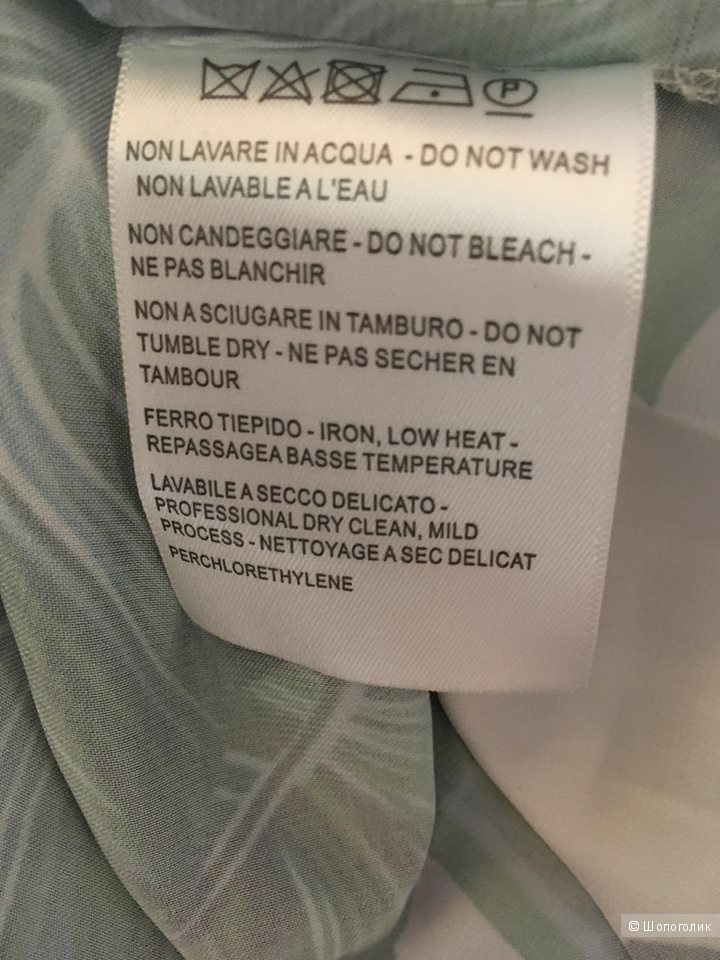 P
NON LAVARE IN ACQUA - DO NOT WASH
NON LAVABLE A L'EAU
NON CANDEGGIARE - DO NOT BLEACH -
NE PAS BLANCHIR
NON A SCIUGARE IN TAMBURO - DO NOT
TUMBLE DRY - NE PAS SECHER EN
TAMBOUR
FERRO TIEPIDO - IRON, LOW HEAT -
REPASSAGEA BASSE TEMPERATURE
LAVABILE A SECCO DELICATO -
PROFESSIONAL DRY CLEAN, MILD
PROCESS - NETTOYAGE A SEC DELICAT
PERCHLORETHYLENE
© Шопоголик